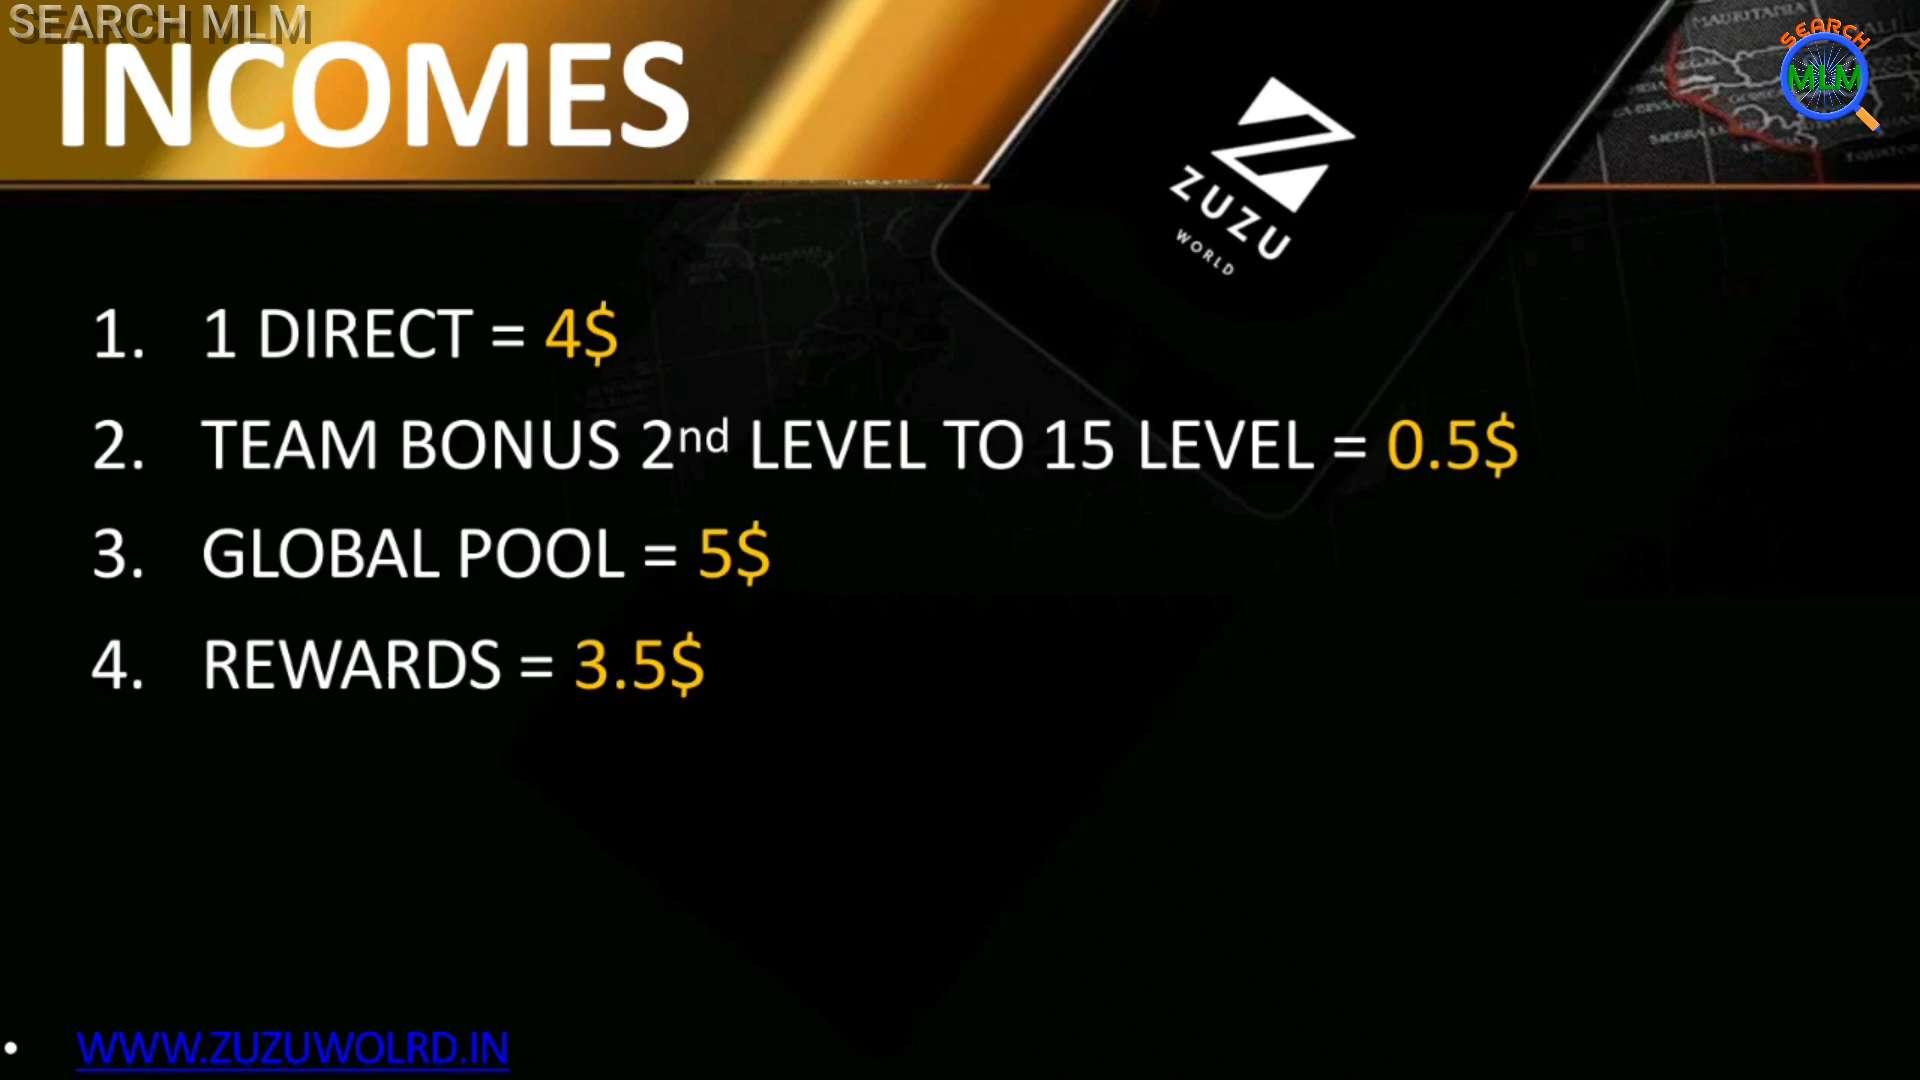 SEARCH MLM
INCOMES
ZUZU
WORLD
SEARCH
MLM
MAURITANIA
1. 1 DIRECT = 4$
2. TEAM BONUS 2nd LEVEL TO 15 LEVEL = 0.5$
3. GLOBAL POOL = 5$
4. REWARDS = 3.5$
• WWW.ZUZUWOLRD.IN